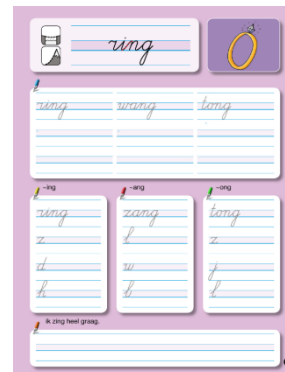 ring
ring wang tong
-ing -ang -ong
ring zang tong
z l z
d w j
h b l
ik zing heel graag.